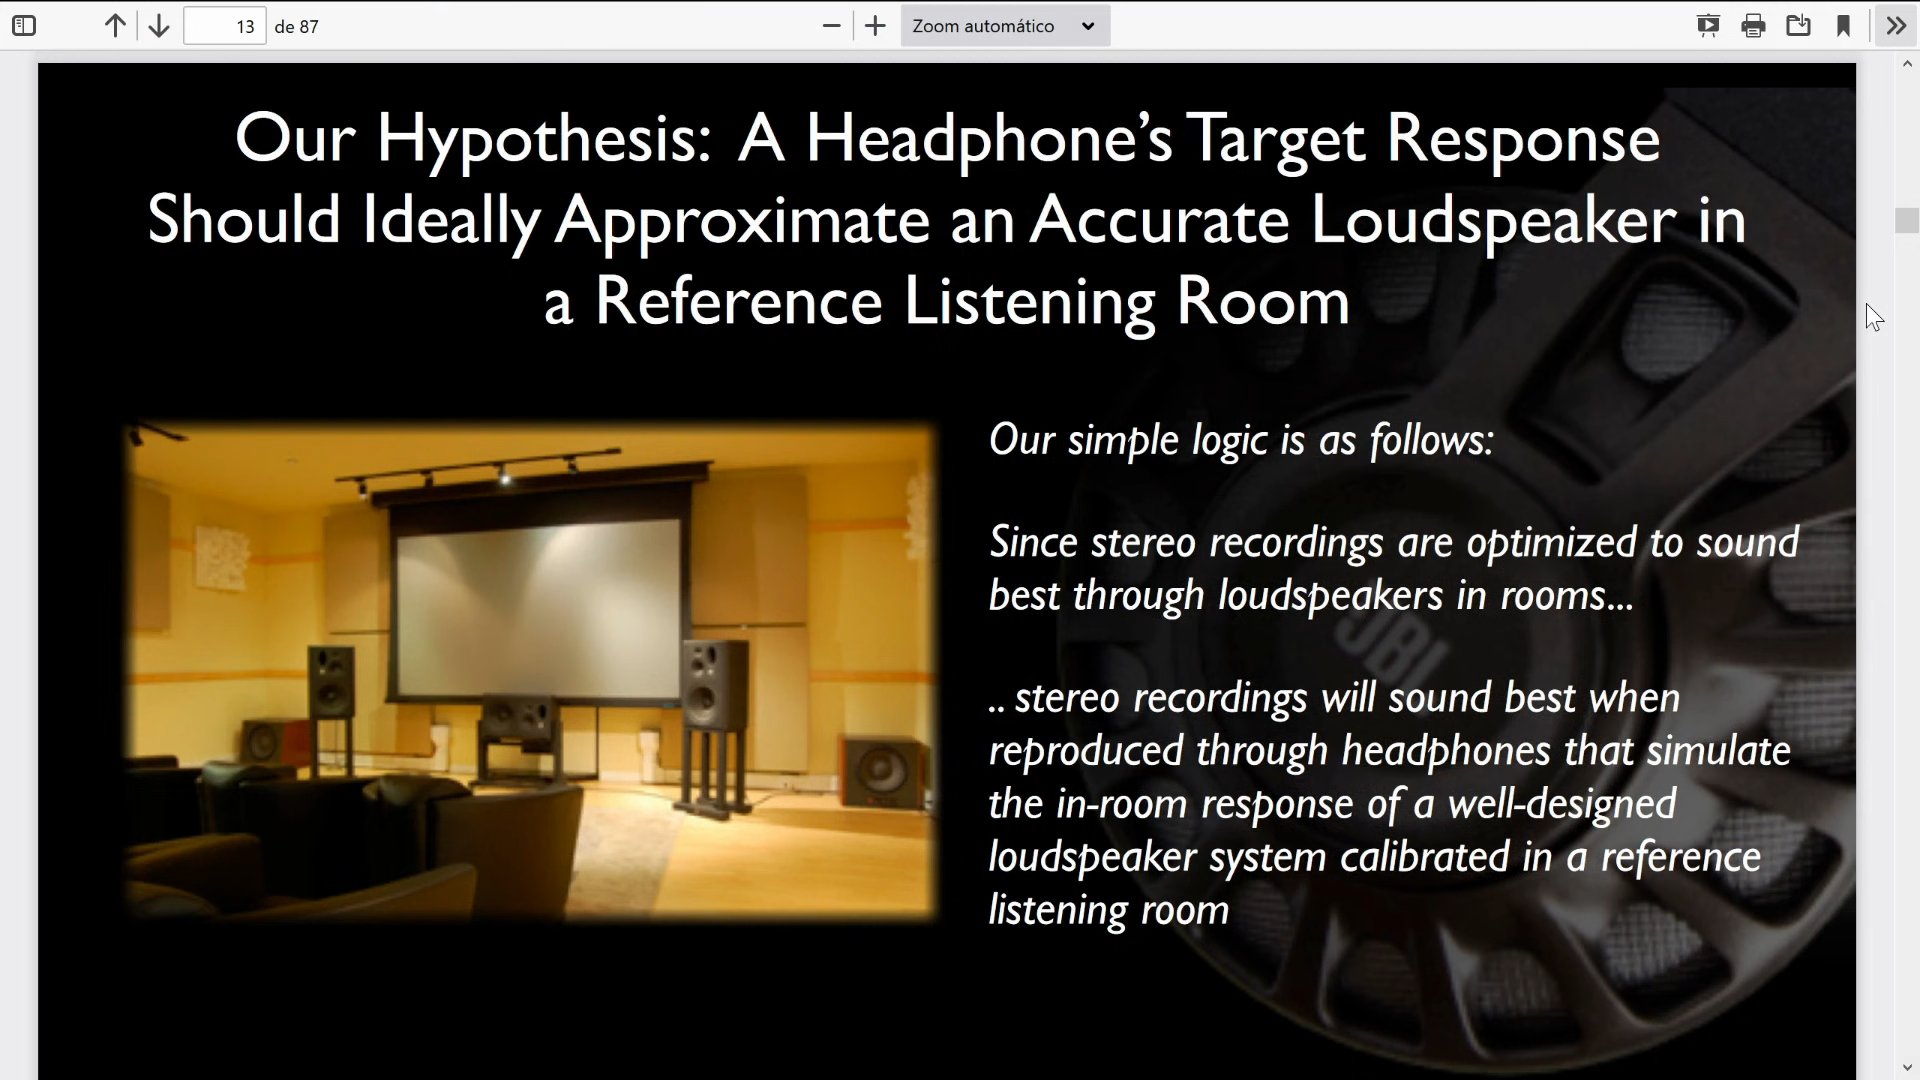 13 de 87
Zoom automático
Our Hypothesis: A Headphone’s Target Response
Should Ideally Approximate an Accurate Loudspeaker in
a Reference Listening Room
Our simple logic is as follows:
Since stereo recordings are optimized to sound
best through loudspeakers in rooms...
.. stereo recordings will sound best when
reproduced through headphones that simulate
the in-room response of a well-designed
loudspeaker system calibrated in a reference
listening room
JBL